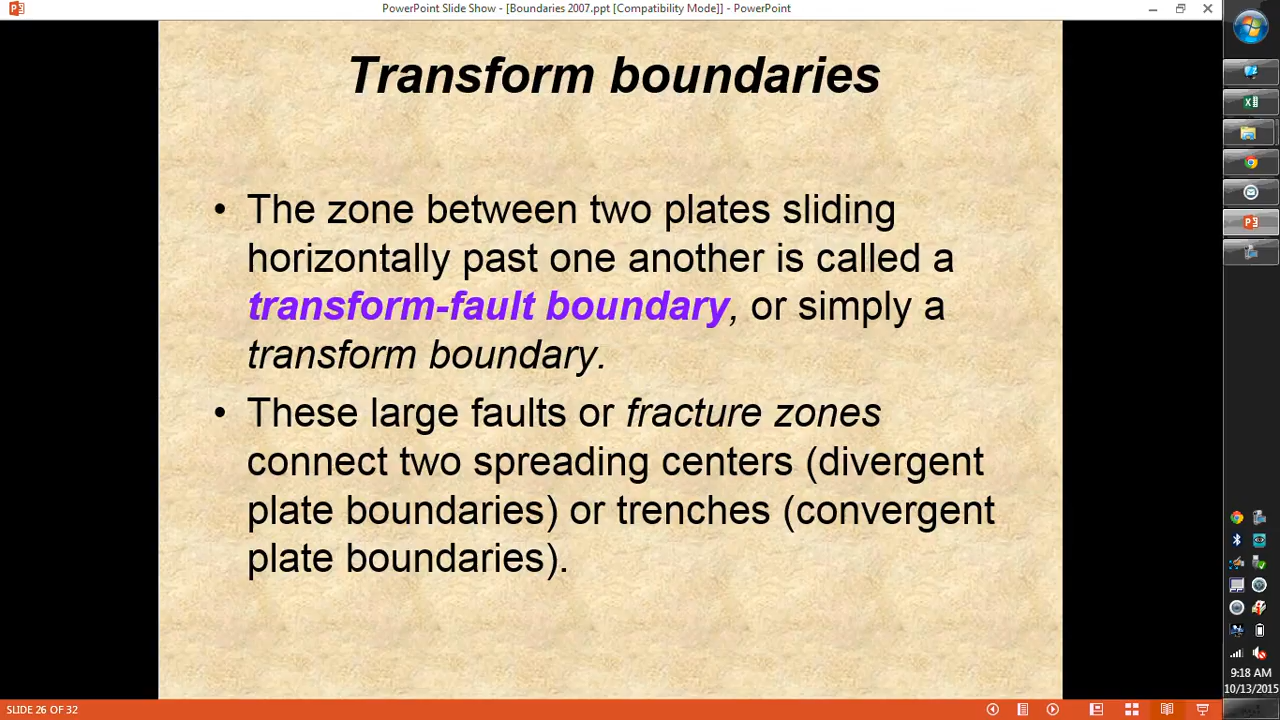 PowerPoint Slide Show - [Boundaries 2007.ppt [Compatibility Mode]] - PowerPoint
Transform boundaries
• The zone between two plates sliding
horizontally past one another is called a
transform-fault boundary, or simply a
transform boundary.
• These large faults or fracture zones
connect two spreading centers (divergent
plate boundaries) or trenches (convergent
plate boundaries).
9:18 AM
10/13/2015
SLIDE 26 OF 32